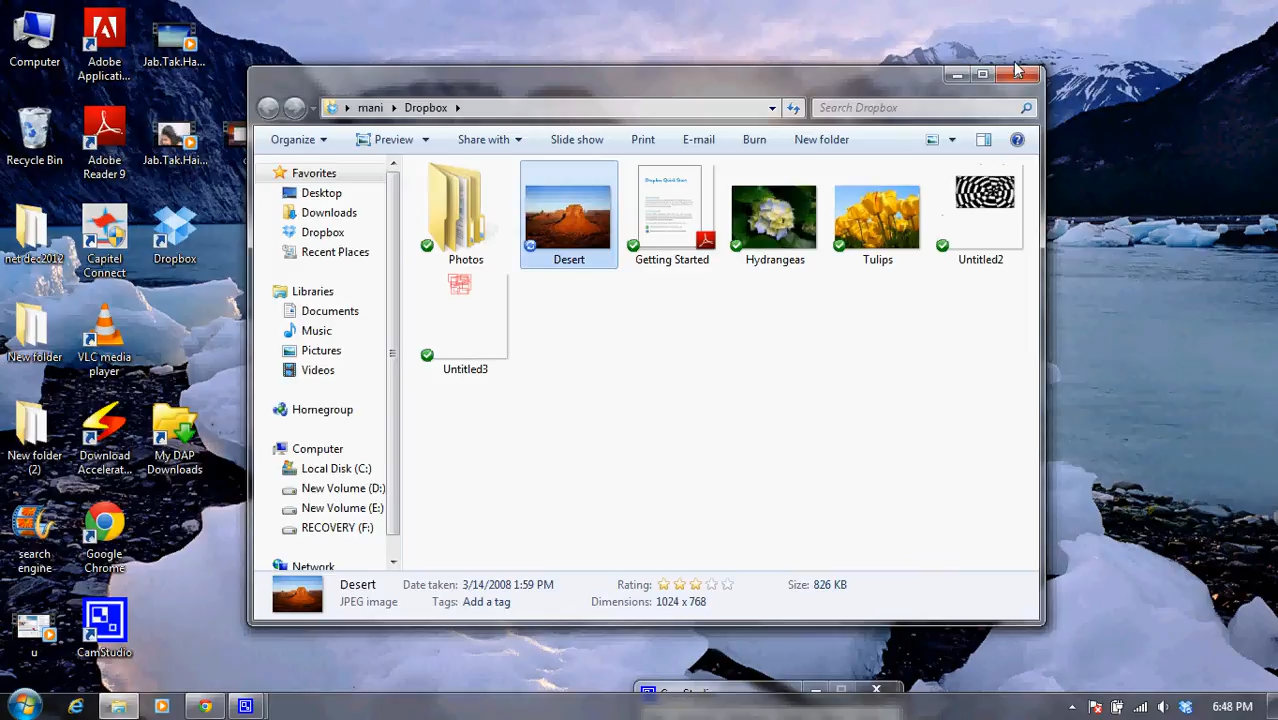 Computer
Adobe
Applicati...
Jab.Tak.Ha...
Recycle Bin
Adobe
Reader 9
Jab.Tak.Hai...
net dec2012
Capitel
Connect
Dropbox
New folder
VLC media
player
New folder
(2)
Download
Accelerat...
My DAP
Downloads
search
engine
Google
Chrome
u
CamStudio
mani
Dropbox
Search Dropbox
Organize
Preview
Share with
Slide show
Print
E-mail
Burn
New folder
Favorites
Desktop
Downloads
Dropbox
Recent Places
Libraries
Documents
Music
Pictures
Videos
Homegroup
Computer
Local Disk (C:)
New Volume (D:)
New Volume (E:)
RECOVERY (F:)
Network
Photos
Desert
Dropbox Quick Start
Getting Started
Hydrangeas
Tulips
Untitled2
Untitled3
Desert
Date taken: 3/14/2008 1:59 PM
Rating:
Size: 826 KB
JPEG image
Tags: Add a tag
Dimensions: 1024 x 768
CamStudio
6:48 PM